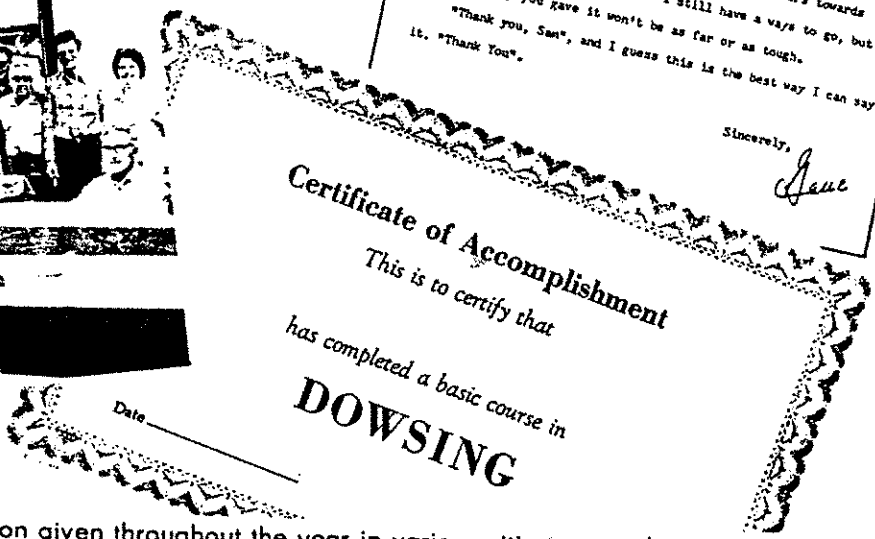 towards
still have a ways to go, but
you gave it won't be as far or as tough.
"Thank you, Sam", and I guess this is the best way I can say
it. "Thank You".
Sincerely,
Certificate of Accomplishment
This is to certify that
has completed a basic course in
DOWSING
Date
on given throughout the year in